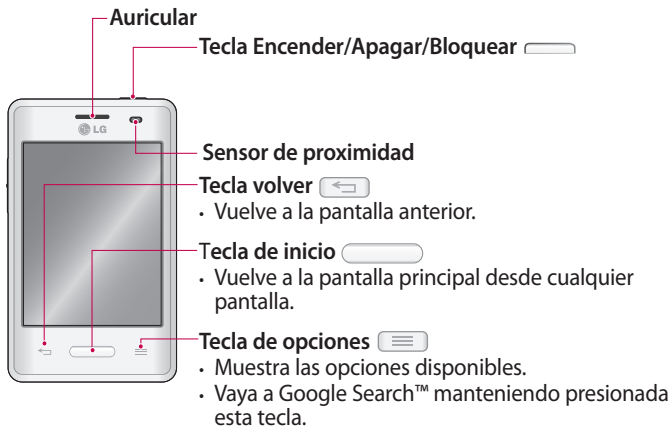 Auricular
Tecla Encender/Apagar/Bloquear
LG
Sensor de proximidad
Tecla volver
• Vuelve a la pantalla anterior.
Tecla de inicio
• Vuelve a la pantalla principal desde cualquier
pantalla.
Tecla de opciones
• Muestra las opciones disponibles.
• Vaya a Google Search™ manteniendo presionada
esta tecla.